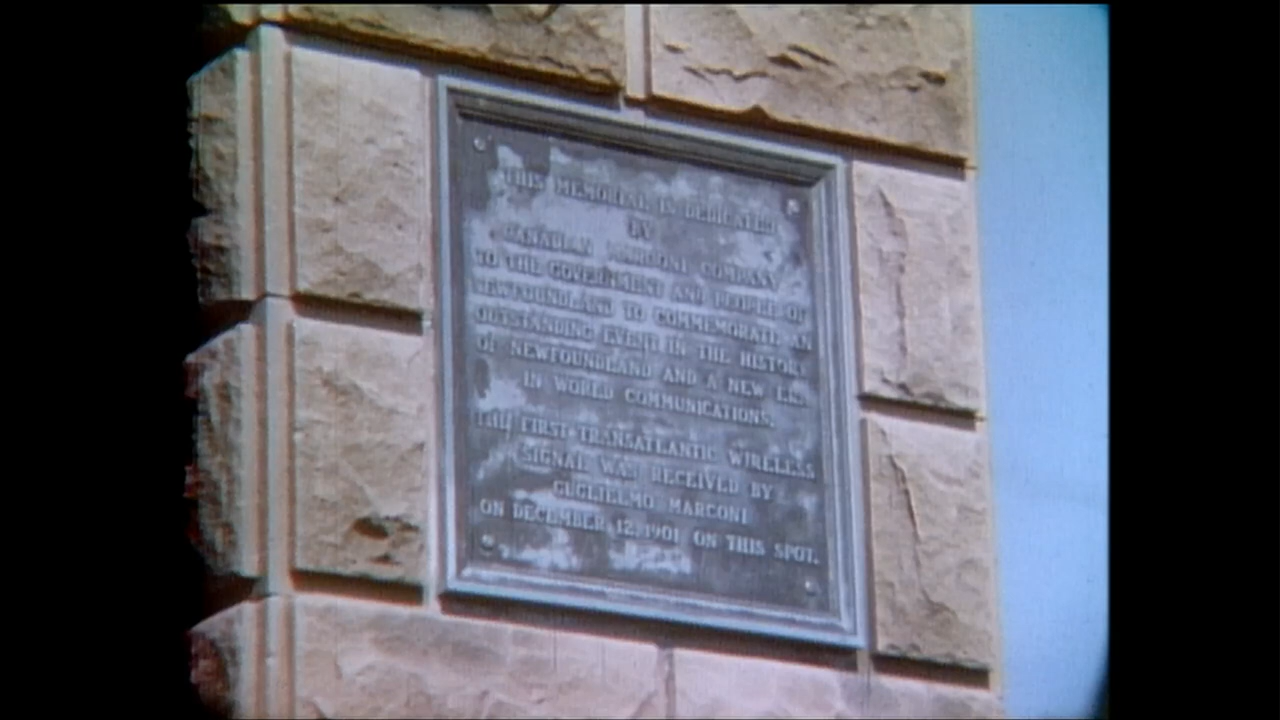 THIS MEMORIAL IS DEDICATED
BY
CANADIAN MARCONI COMPANY
TO THE GOVERNMENT AND PEOPLE OF
NEWFOUNDLAND TO COMMEMORATE AN
OUTSTANDING EVENT IN THE HISTORY
OF NEWFOUNDLAND AND A NEW ERA
IN WORLD COMMUNICATIONS.
THE FIRST TRANSATLANTIC WIRELESS
SIGNAL WAS RECEIVED BY
GUGLIELMO MARCONI
ON DECEMBER 12, 1901 ON THIS SPOT.